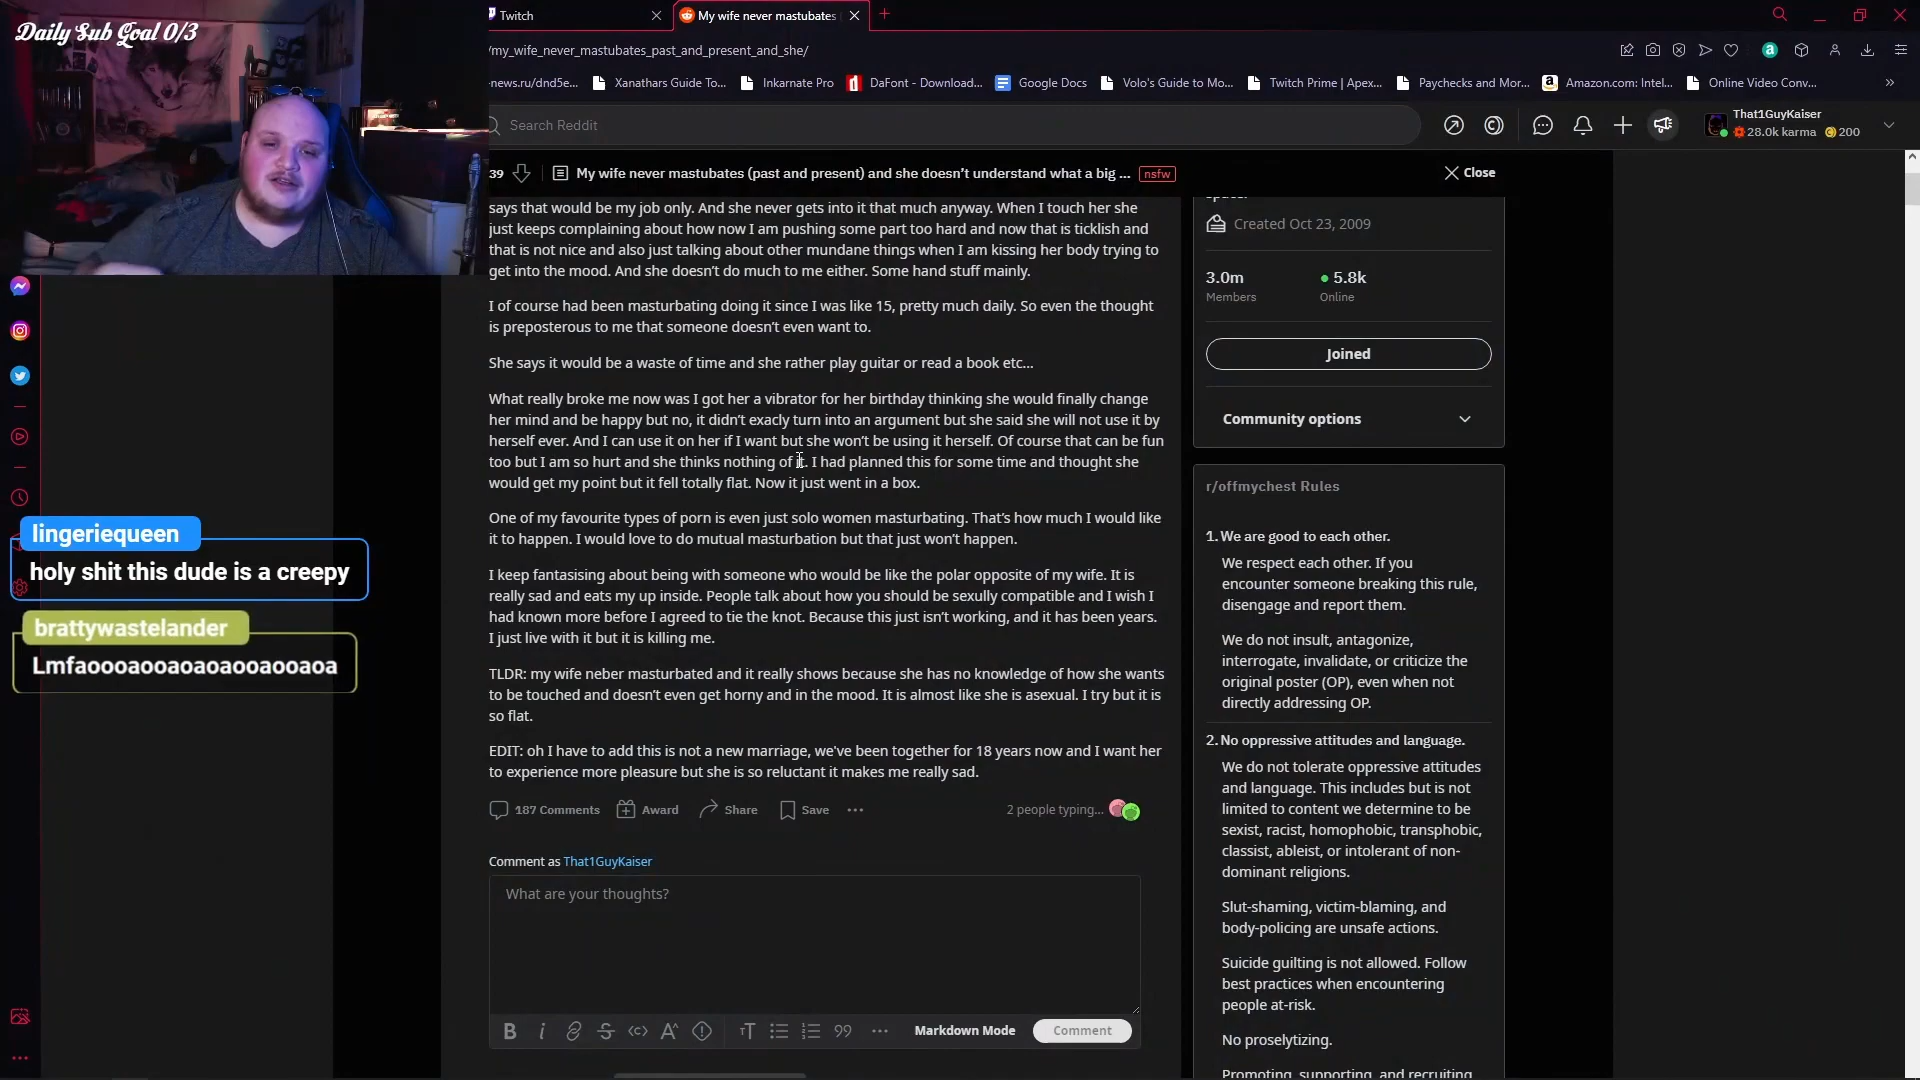 Daily Sub Goal 0/3
Twitch
My wife never mastubates
/my_wife_never_mastubates_past_and_present_and_she/
-news.ru/dnd5e...
Xanathars Guide To...
Inkarnate Pro
DaFont - Download...
Google Docs
Volo's Guide to Mo...
Twitch Prime | Apex...
Paychecks and Mor...
Amazon.com: Intel...
Online Video Conv...
Search Reddit
That1GuyKaiser
28.0k karma 200
39
My wife never mastubates (past and present) and she doesn't understand what a big ...
nsfw
Close
says that would be my job only. And she never gets into it that much anyway. When I touch her she
just keeps complaining about how now I am pushing some part too hard and now that is ticklish and
that is not nice and also just talking about other mundane things when I am kissing her body trying to
get into the mood. And she doesn't do much to me either. Some hand stuff mainly.
I of course had been masturbating doing it since I was like 15, pretty much daily. So even the thought
is preposterous to me that someone doesn't even want to.
She says it would be a waste of time and she rather play guitar or read a book etc...
What really broke me now was I got her a vibrator for her birthday thinking she would finally change
her mind and be happy but no, it didn't exacly turn into an argument but she said she will not use it by
herself ever. And I can use it on her if I want but she won't be using it herself. Of course that can be fun
too but I am so hurt and she thinks nothing of it. I had planned this for some time and thought she
would get my point but it fell totally flat. Now it just went in a box.
One of my favourite types of porn is even just solo women masturbating. That's how much I would like
it to happen. I would love to do mutual masturbation but that just won't happen.
I keep fantasising about being with someone who would be like the polar opposite of my wife. It is
really sad and eats my up inside. People talk about how you should be sexully compatible and I wish I
had known more before I agreed to tie the knot. Because this just isn't working, and it has been years.
I just live with it but it is killing me.
TLDR: my wife neber masturbated and it really shows because she has no knowledge of how she wants
to be touched and doesn't even get horny and in the mood. It is almost like she is asexual. I try but it is
so flat.
EDIT: oh I have to add this is not a new marriage, we've been together for 18 years now and I want her
to experience more pleasure but she is so reluctant it makes me really sad.
187 Comments
Award
Share
Save
2 people typing...
Comment as That1GuyKaiser
What are your thoughts?
Markdown Mode
Comment
Created Oct 23, 2009
3.0m
5.8k
Members
Online
Joined
Community options
r/offmychest Rules
1. We are good to each other.
We respect each other. If you
encounter someone breaking this rule,
disengage and report them.
We do not insult, antagonize,
interrogate, invalidate, or criticize the
original poster (OP), even when not
directly addressing OP.
2. No oppressive attitudes and language.
We do not tolerate oppressive attitudes
and language. This includes but is not
limited to content we determine to be
sexist, racist, homophobic, transphobic,
classist, ableist, or intolerant of non-
dominant religions.
Slut-shaming, victim-blaming, and
body-policing are unsafe actions.
Suicide guilting is not allowed. Follow
best practices when encountering
people at-risk.
No proselytizing.
Promoting, supporting, and recruiting
lingeriequeen
holy shit this dude is a creepy
brattywastelander
Lmfaoooaooaoaoaooaooaoa